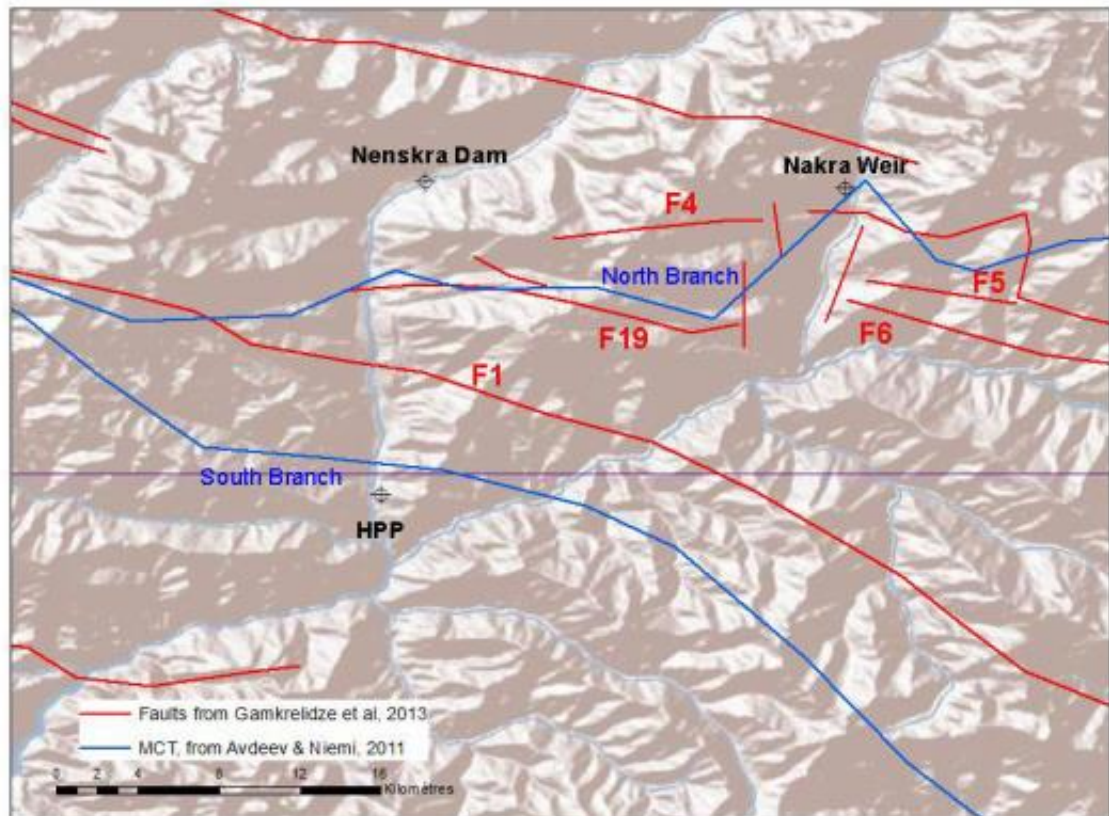 Nenskra Dam
Nakra Weir
F4
North Branch
F5
F19
F6
F1
South Branch
HPP
Faults from Gamkrelidze et al, 2013
MCT, from Avdeev & Niemi, 2011
0 2 4 8 12 16
Kilomètres